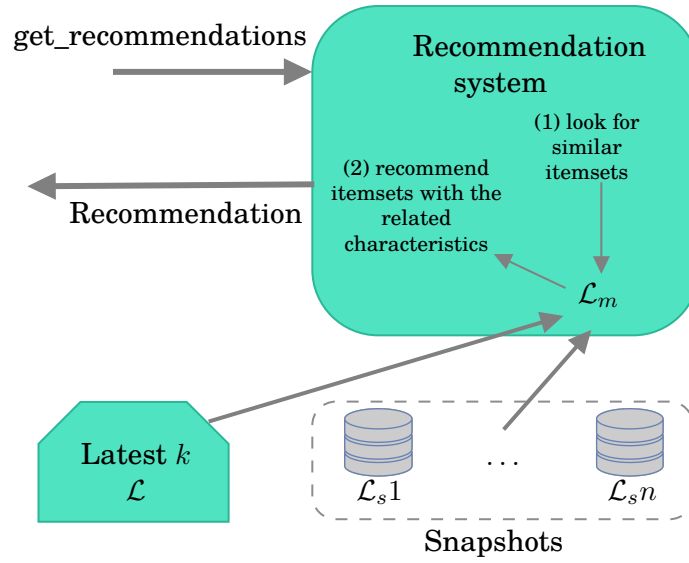 get_recommendations
Recommendation
system
(1) look for
similar
itemsets
(2) recommend
itemsets with the
related
characteristics
Recommendation
ℒₘ
Latest k
ℒ
ℒₛ1
...
ℒₛn
Snapshots